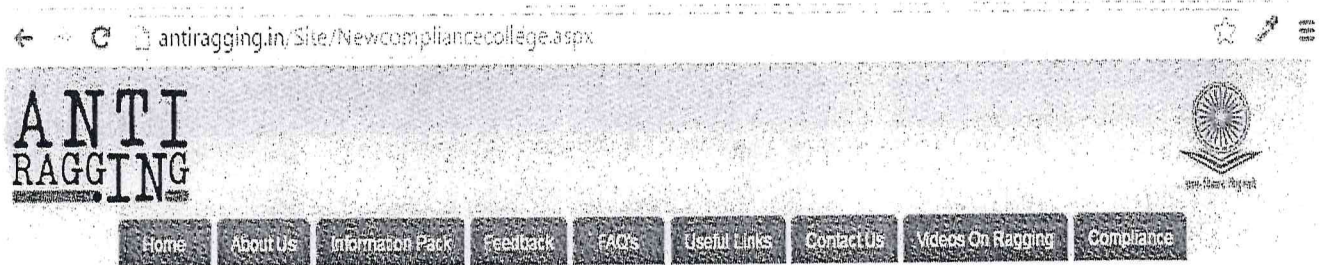 antiragging.in/Site/Newcompliancecollege.aspx
ANTI
RAGGING
Home About Us Information Pack Feedback FAQ's Useful Links Contact Us Videos On Ragging Compliance